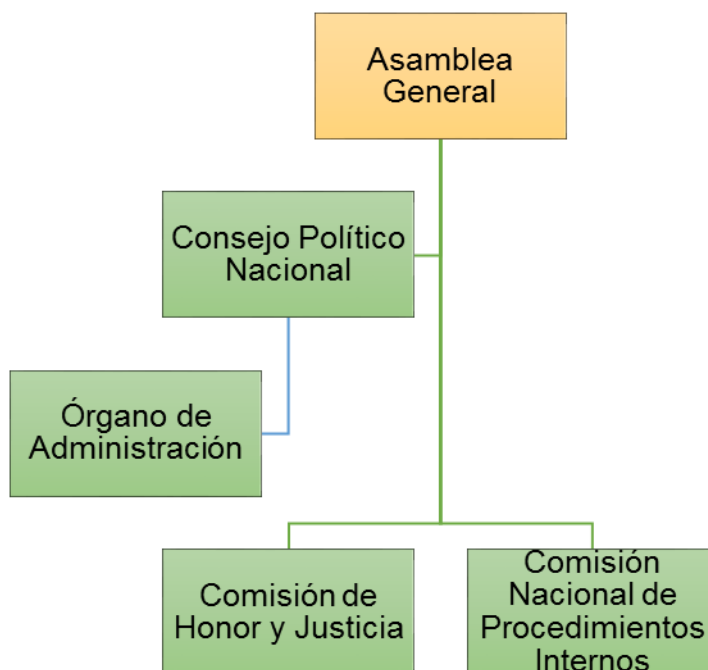 Asamblea
General
Consejo Político
Nacional
Órgano de
Administración
Comisión de
Honor y Justicia
Comisión
Nacional de
Procedimientos
Internos